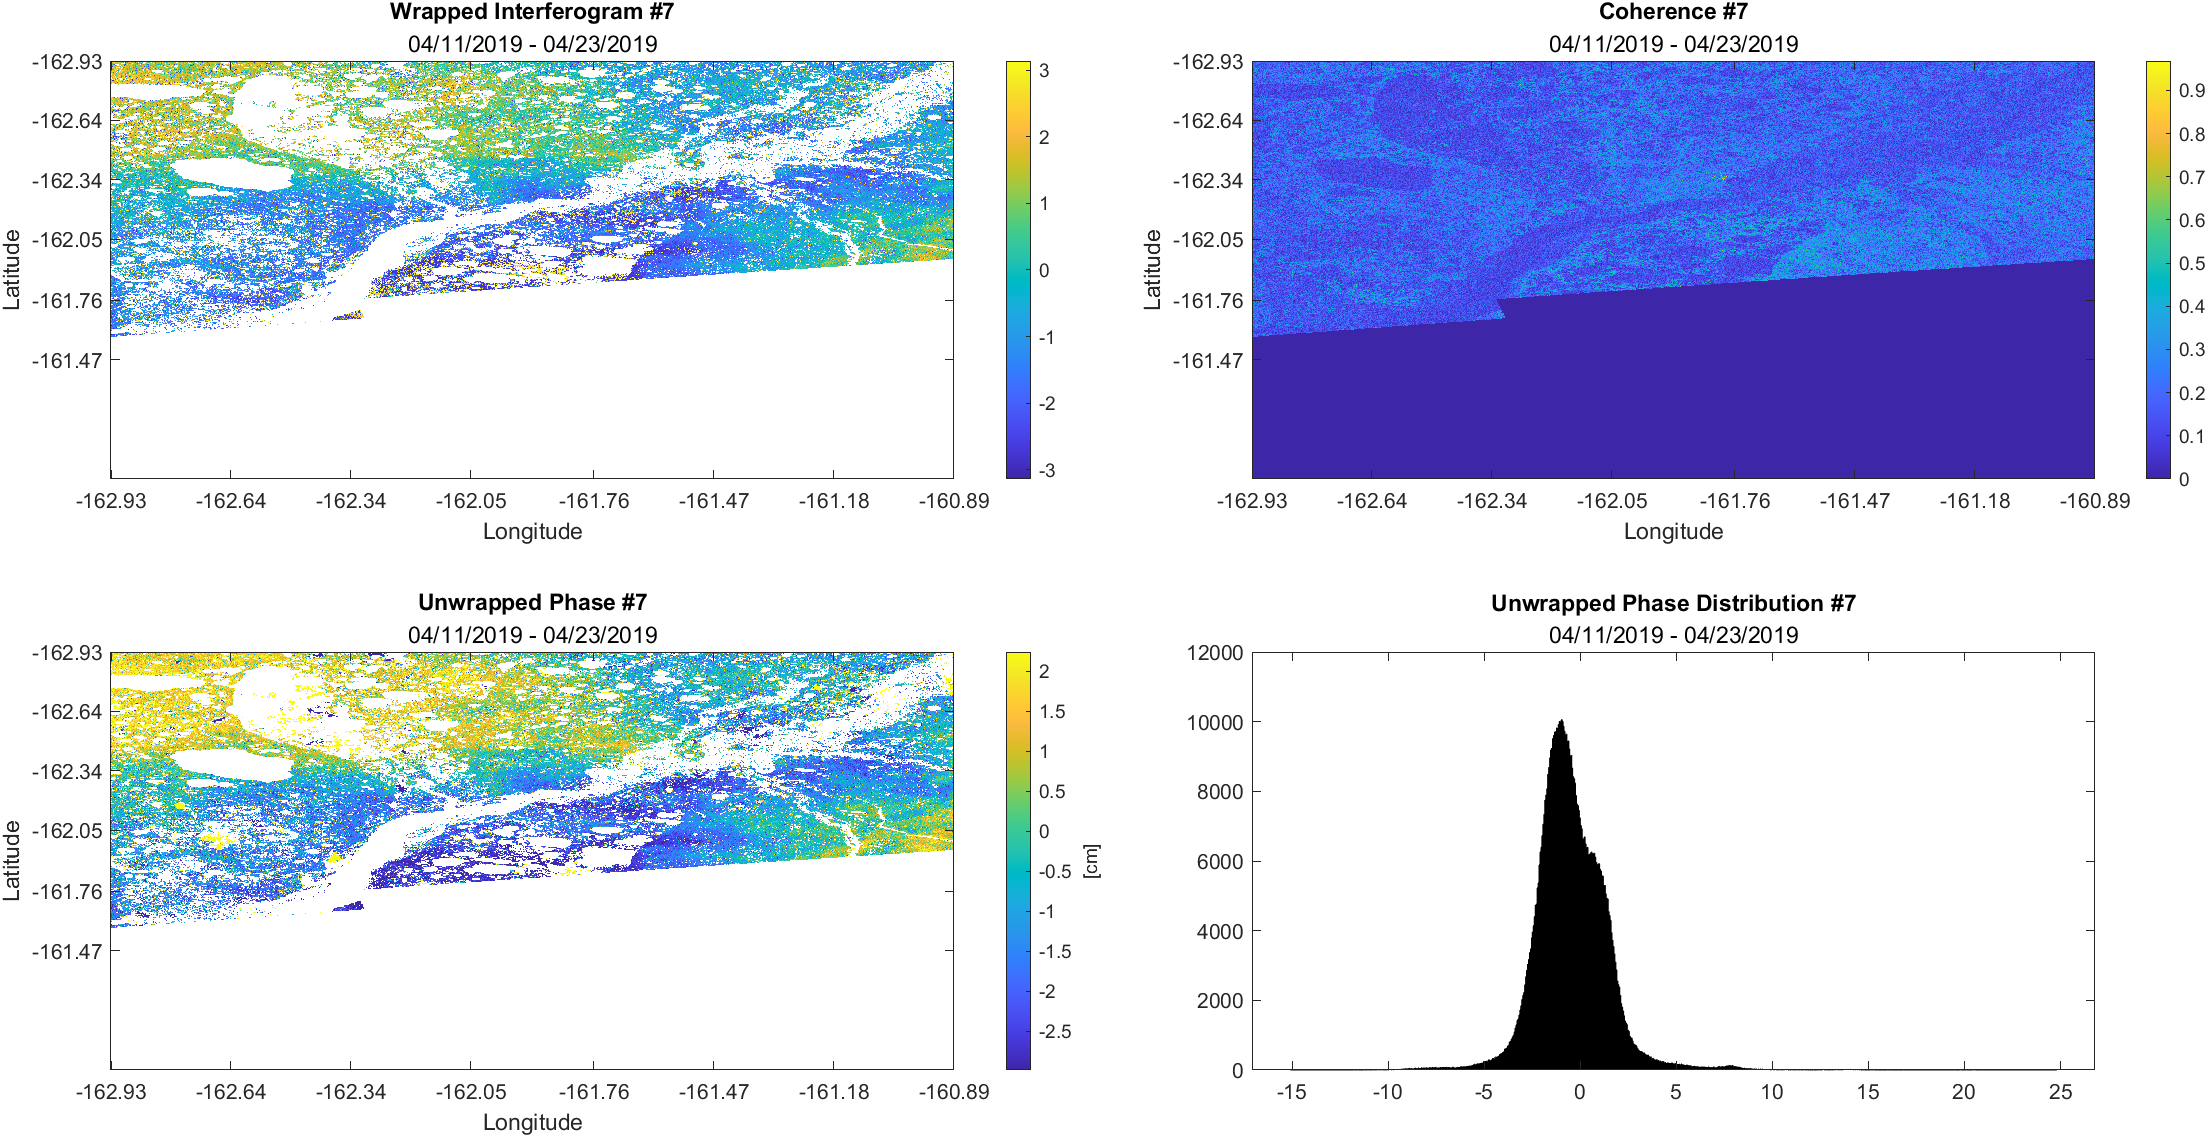 Wrapped Interferogram #7
04/11/2019 - 04/23/2019
-162.93
-162.64
-162.34
-162.05
-161.76
-161.47
Latitude
-162.93 -162.64 -162.34 -162.05 -161.76 -161.47 -161.18 -160.89
Longitude
3
2
1
0
-1
-2
-3
Coherence #7
04/11/2019 - 04/23/2019
-162.93
-162.64
-162.34
-162.05
-161.76
-161.47
Latitude
-162.93 -162.64 -162.34 -162.05 -161.76 -161.47 -161.18 -160.89
Longitude
0.9
0.8
0.7
0.6
0.5
0.4
0.3
0.2
0.1
0
Unwrapped Phase #7
04/11/2019 - 04/23/2019
-162.93
-162.64
-162.34
-162.05
-161.76
-161.47
Latitude
-162.93 -162.64 -162.34 -162.05 -161.76 -161.47 -161.18 -160.89
Longitude
2
1.5
1
0.5
0
-0.5
-1
-1.5
-2
-2.5
[cm]
Unwrapped Phase Distribution #7
04/11/2019 - 04/23/2019
12000
10000
8000
6000
4000
2000
0
-15 -10 -5 0 5 10 15 20 25